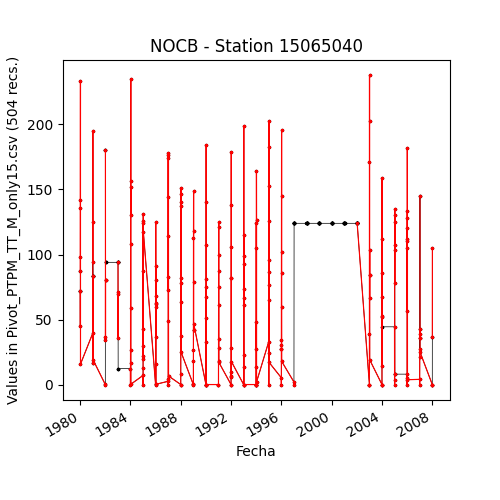 NOCB - Station 15065040
Values in Pivot_PTPM_TT_M_only15.csv (504 recs.)
200
150
100
50
0
1980 1984 1988 1992 1996 2000 2004 2008
Fecha